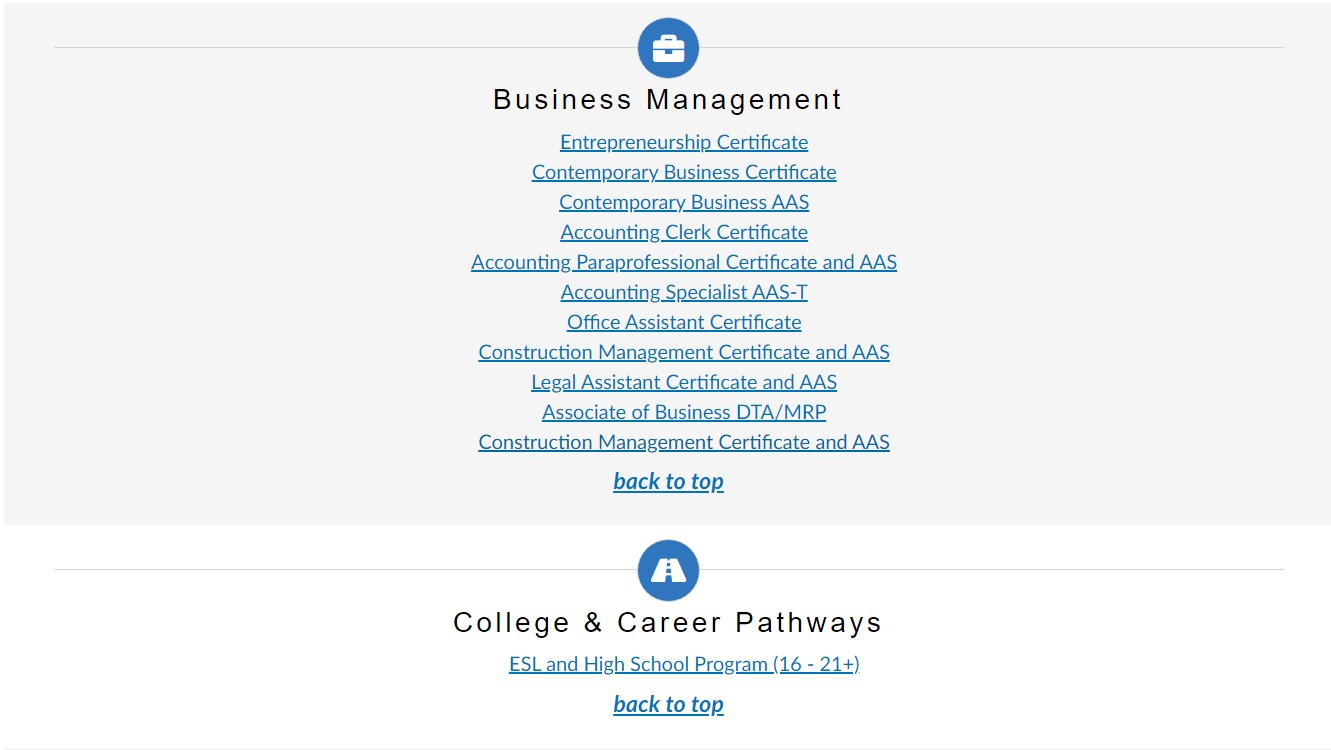 Business Management
Entrepreneurship Certificate
Contemporary Business Certificate
Contemporary Business AAS
Accounting Clerk Certificate
Accounting Paraprofessional Certificate and AAS
Accounting Specialist AAS-T
Office Assistant Certificate
Construction Management Certificate and AAS
Legal Assistant Certificate and AAS
Associate of Business DTA/MRP
Construction Management Certificate and AAS
back to top
College & Career Pathways
ESL and High School Program (16 - 21+)
back to top